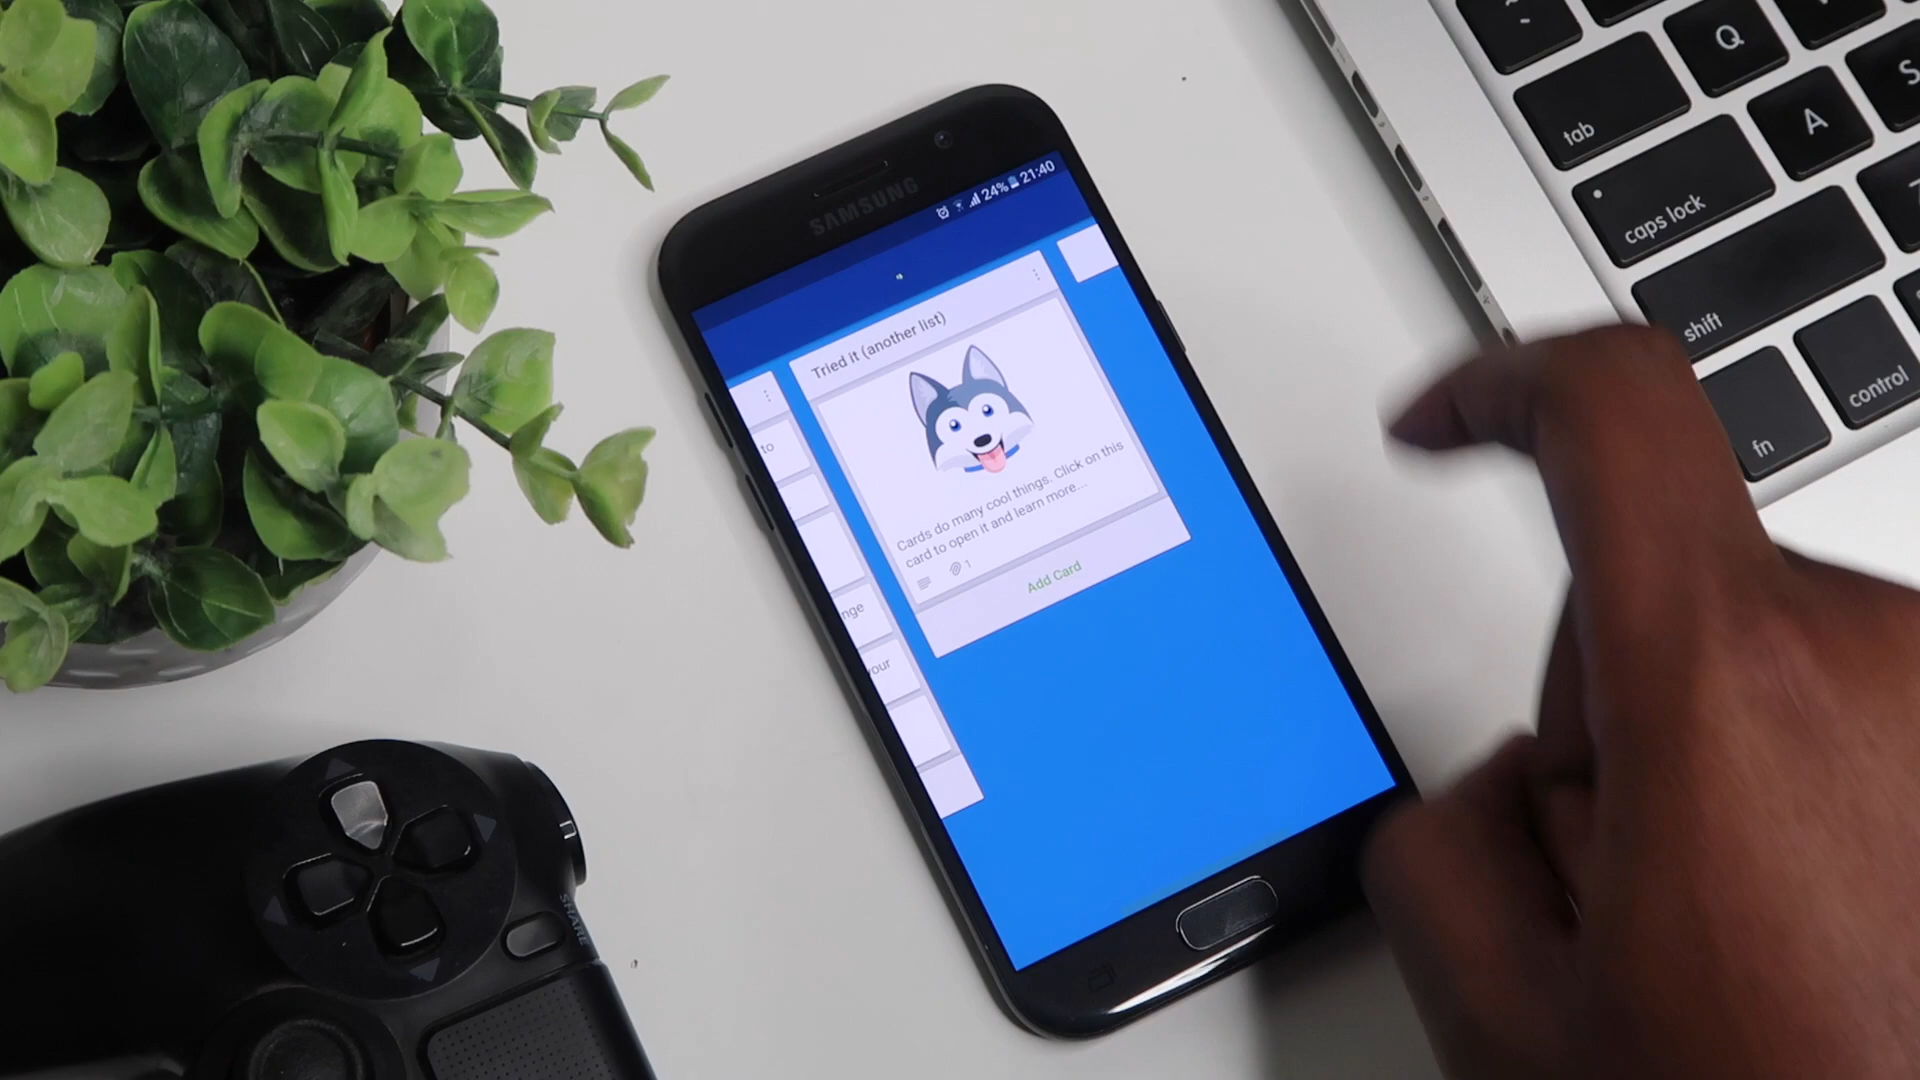 SAMSUNG
24% 21:40
Tried it (another list)
Cards do many cool things. Click on this
card to open it and learn more...
1
Add Card
to
nge
your
Q
tab
A
S
caps lock
shift
fn
control
SHARE